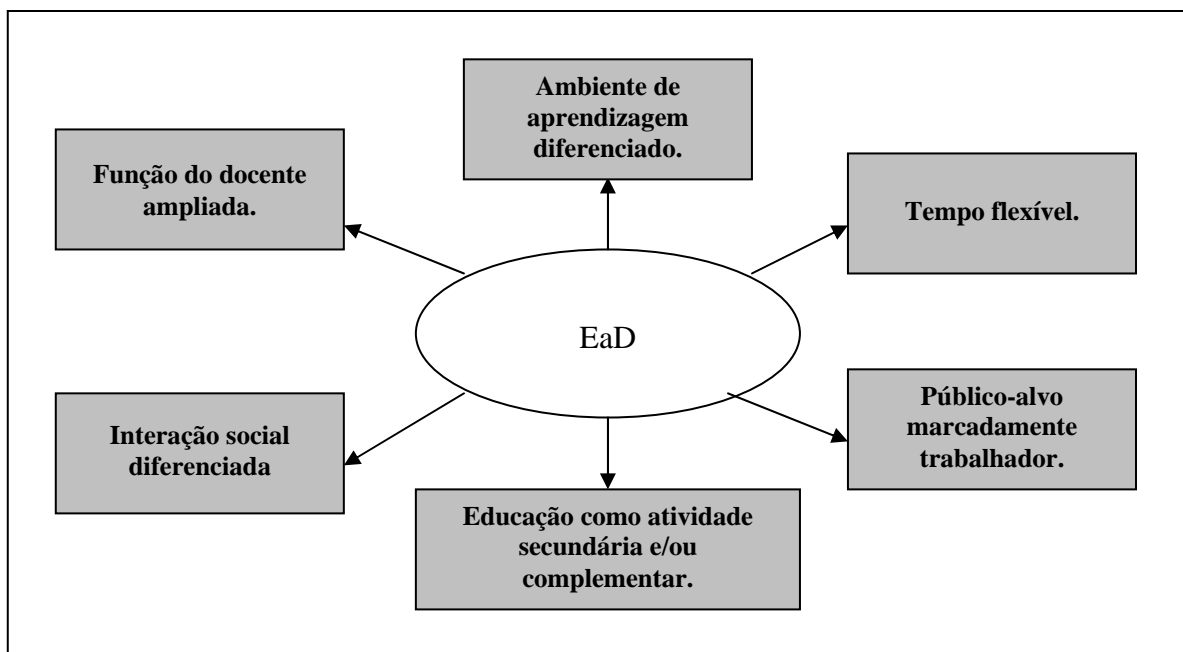 Ambiente de
aprendizagem
diferenciado.
Função do docente
ampliada.
Tempo flexível.
EaD
Interação social
diferenciada
Público-alvo
marcadamente
trabalhador.
Educação como atividade
secundária e/ou
complementar.